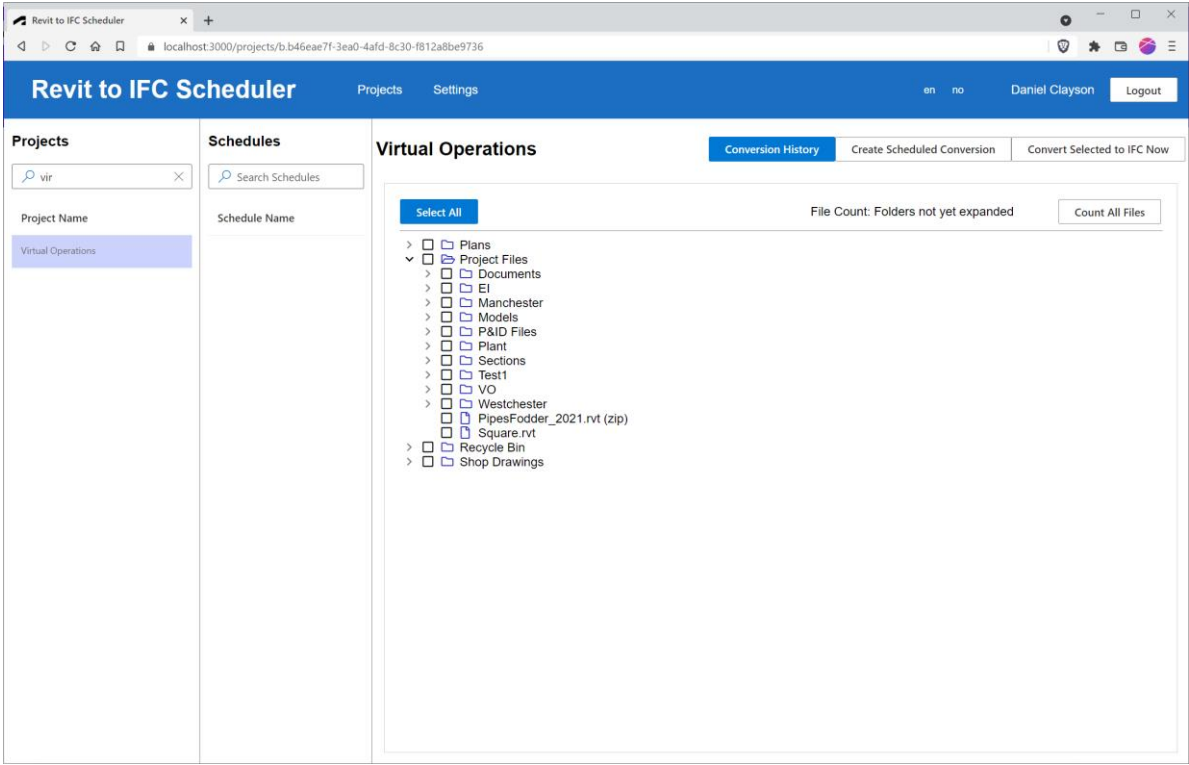 Revit to IFC Scheduler
localhost:3000/projects/b.b46eae7f-3ea0-4afd-8c30-f812a8be9736
Revit to IFC Scheduler
Projects
Settings
en
no
Daniel Clayson
Logout
Projects
vir
Project Name
Virtual Operations
Schedules
Search Schedules
Schedule Name
Virtual Operations
Conversion History
Create Scheduled Conversion
Convert Selected to IFC Now
Select All
File Count: Folders not yet expanded
Count All Files
Plans
Project Files
Documents
EI
Manchester
Models
P&ID Files
Plant
Sections
Test1
VO
Westchester
PipesFodder_2021.rvt (zip)
Square.rvt
Recycle Bin
Shop Drawings